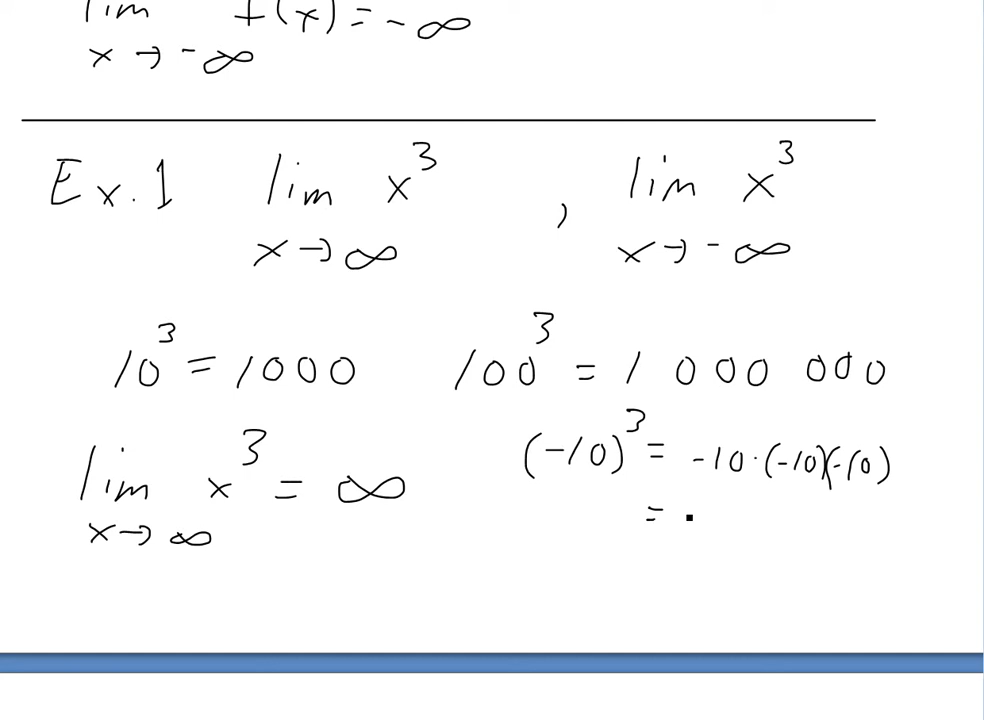 lim f(x) = -∞
x → -∞
Ex. 1 lim x³ , lim x³
x → ∞ x → -∞
10³ = 1000 100³ = 1 000 000
(-10)³ = -10·(-10)(-10)
lim x³ = ∞
=
x → ∞